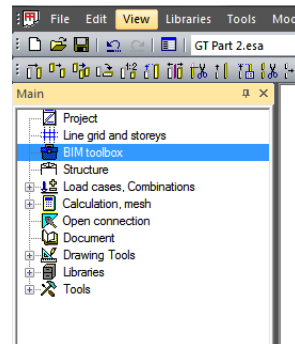 File Edit View Libraries Tools
GT Part 2.esa
Main
Project
Line grid and storeys
BIM toolbox
Structure
Load cases, Combinations
Calculation, mesh
Open connection
Document
Drawing Tools
Libraries
Tools